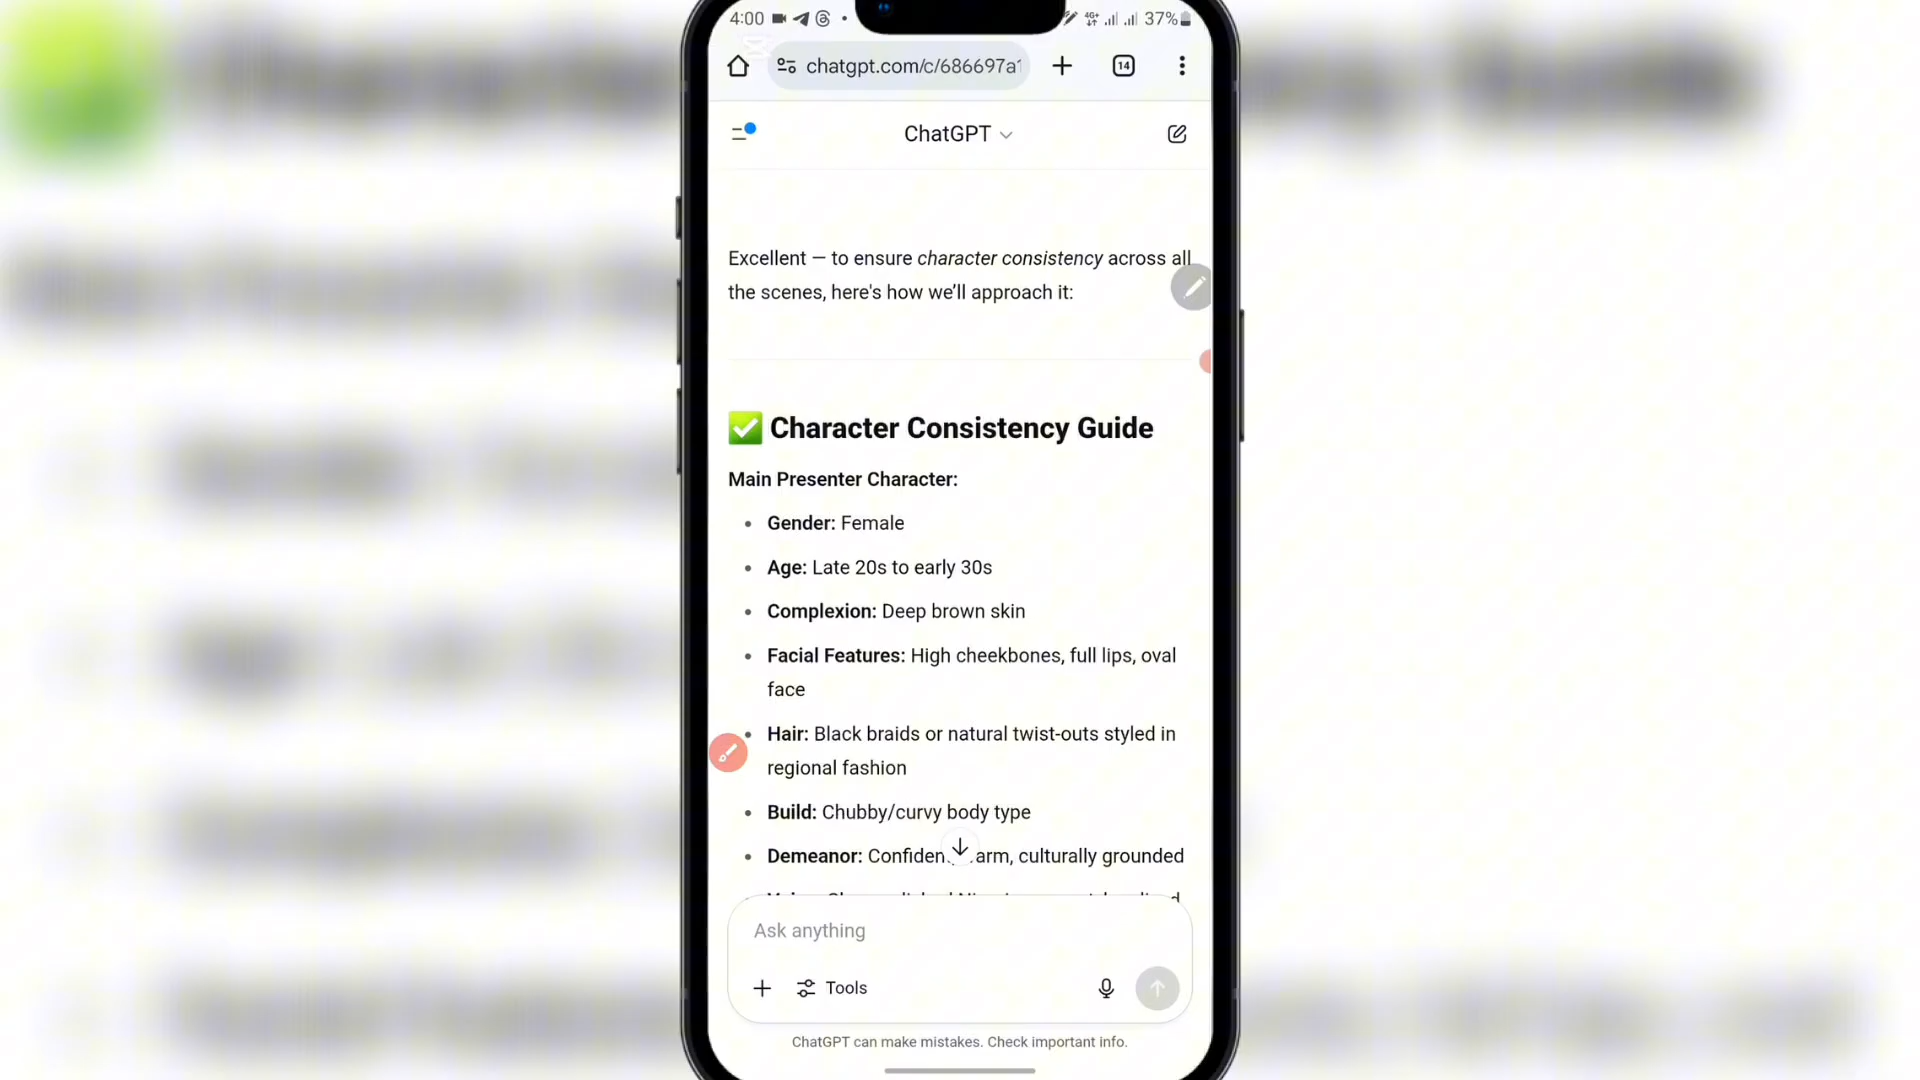 4:00 37%
chatgpt.com/c/686697a1 14
ChatGPT
Excellent — to ensure character consistency across all
the scenes, here's how we'll approach it:
✅ Character Consistency Guide
Main Presenter Character:
• Gender: Female
• Age: Late 20s to early 30s
• Complexion: Deep brown skin
• Facial Features: High cheekbones, full lips, oval
face
• Hair: Black braids or natural twist-outs styled in
regional fashion
• Build: Chubby/curvy body type
• Demeanor: Confiden arm, culturally grounded
Ask anything
Tools
ChatGPT can make mistakes. Check important info.